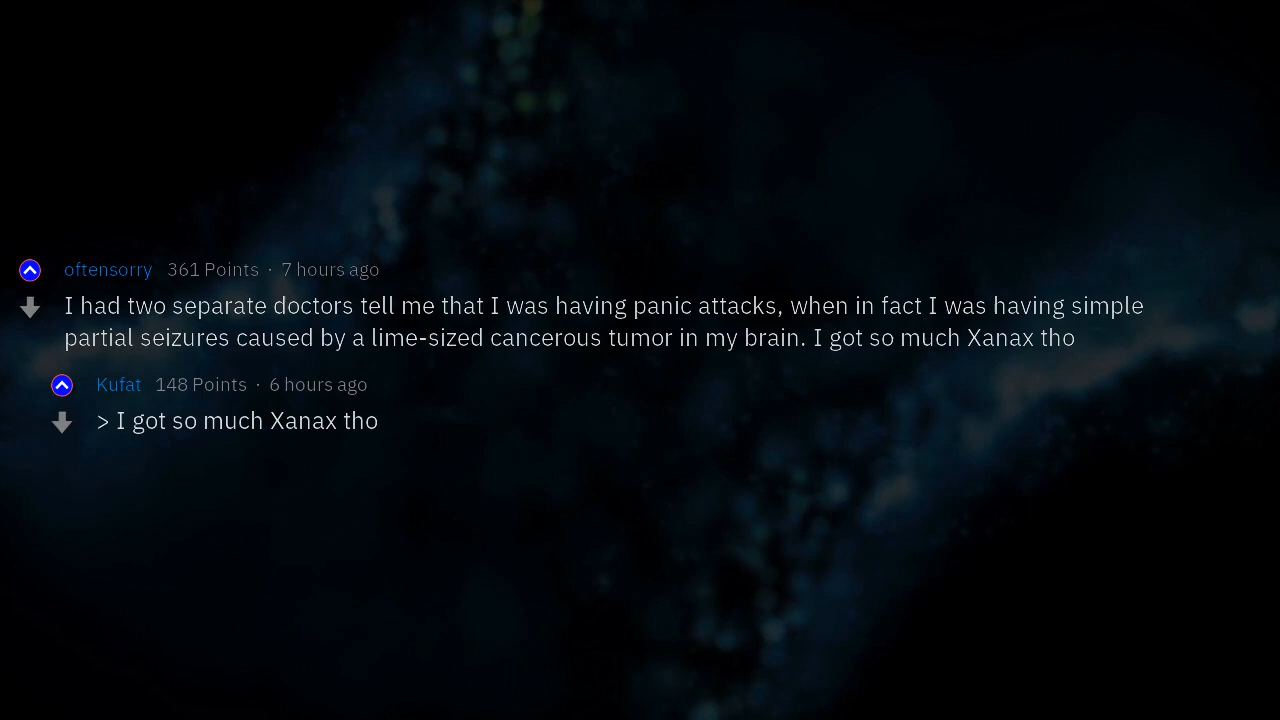 oftensorry 361 Points · 7 hours ago
I had two separate doctors tell me that I was having panic attacks, when in fact I was having simple
partial seizures caused by a lime-sized cancerous tumor in my brain. I got so much Xanax tho
Kufat 148 Points · 6 hours ago
> I got so much Xanax tho